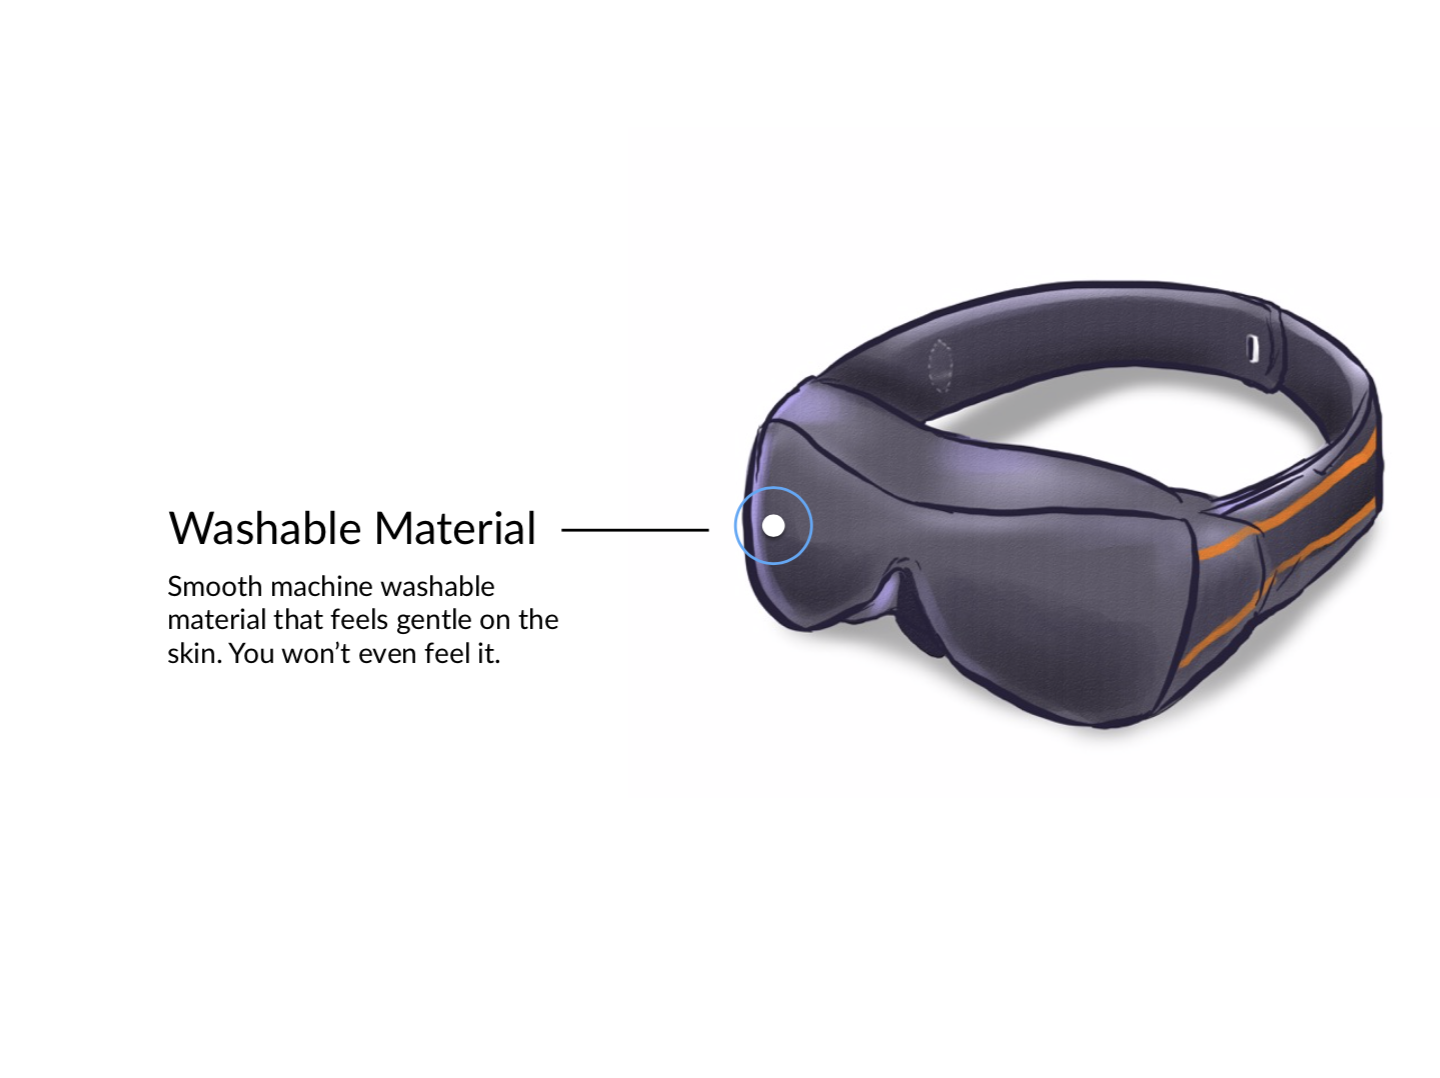 Washable Material
Smooth machine washable
material that feels gentle on the
skin. You won’t even feel it.